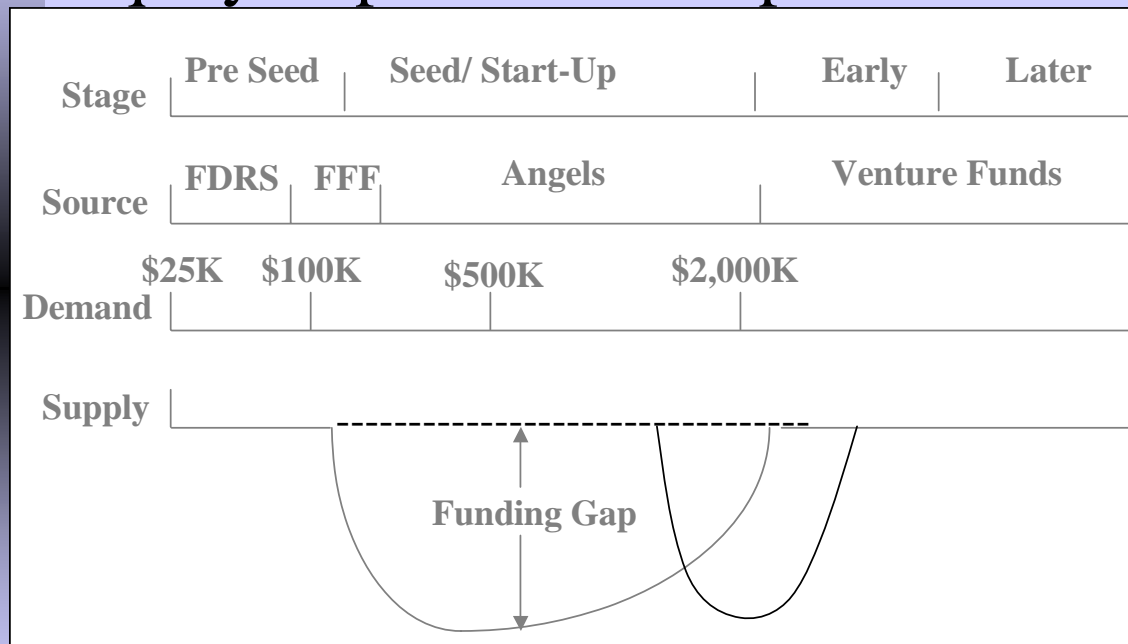 Stage Pre Seed Seed/ Start-Up Early Later
Source FDRS FFF Angels Venture Funds
$25K $100K $500K $2,000K
Demand
Supply
Funding Gap